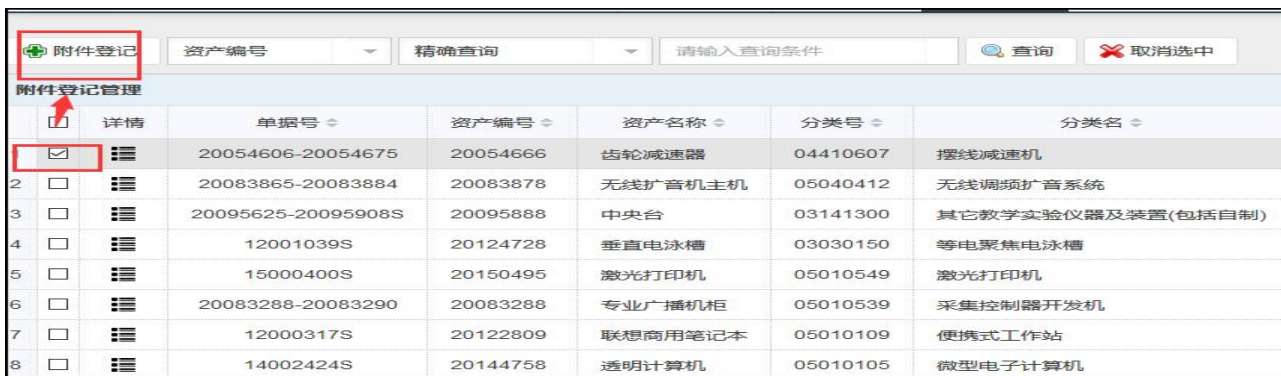 附件登记 资产编号 精确查询 请输入查询条件 查询 取消选中
附件登记管理
详情 单据号 资产编号 资产名称 分类号 分类名
1 20054606-20054675 20054666 齿轮减速器 04410607 摆线减速机
2 20083865-20083884 20083878 无线扩音机主机 05040412 无线调频扩音系统
3 20095625-20095908S 20095888 中央台 03141300 其它教学实验仪器及装置(包括自制)
4 12001039S 20124728 垂直电泳槽 03030150 等电聚焦电泳槽
5 15000400S 20150495 激光打印机 05010549 激光打印机
6 20083288-20083290 20083288 专业广播机柜 05010539 采集控制器开发机
7 12000317S 20122809 联想商用笔记本 05010109 便携式工作站
8 14002424S 20144758 透明计算机 05010105 微型电子计算机